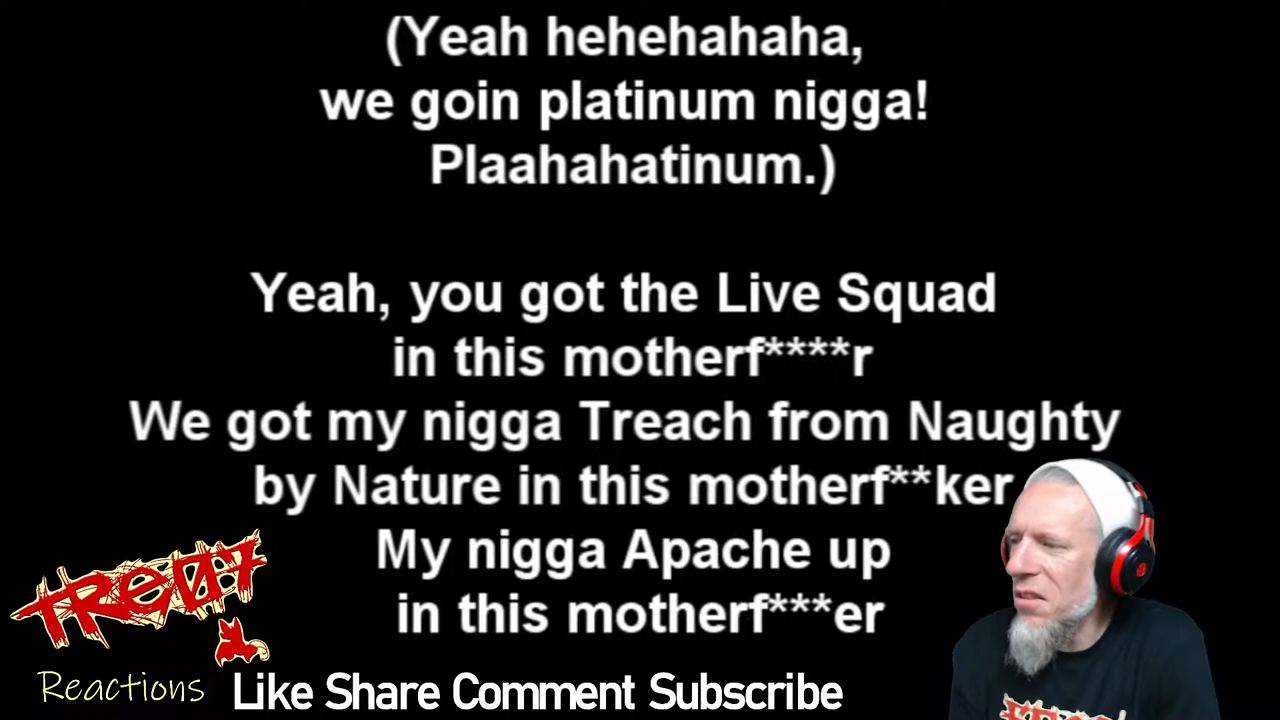 (Yeah hehehahaha,
we goin platinum nigga!
Plaahahatinum.)
Yeah, you got the Live Squad
in this motherf****r
We got my nigga Treach from Naughty
by Nature in this motherf**ker
My nigga Apache up
in this motherf***er
TRE07
Reactions
Like Share Comment Subscribe